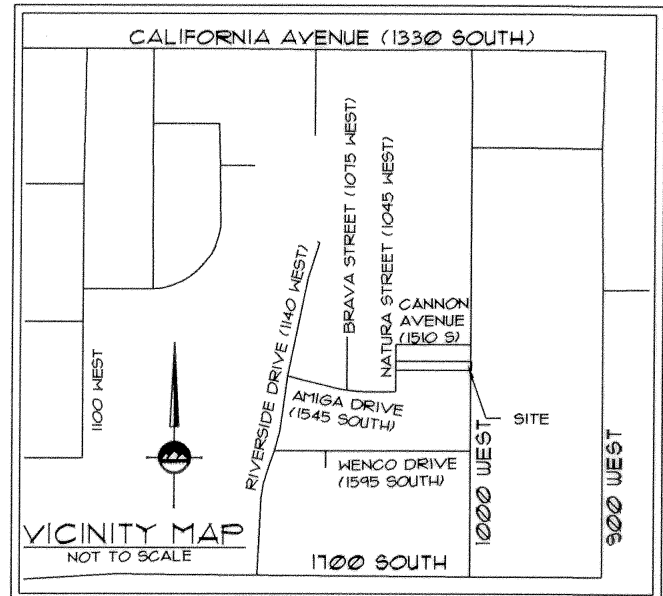 CALIFORNIA AVENUE (1330 SOUTH)
BRAVA STREET (1075 WEST)
NATURA STREET (1045 WEST)
RIVERSIDE DRIVE (1140 WEST)
CANNON
AVENUE
(1510 S)
1100 WEST
AMIGA DRIVE
(1545 SOUTH)
SITE
WENCO DRIVE
(1595 SOUTH)
1000 WEST
900 WEST
VICINITY MAP
NOT TO SCALE
1700 SOUTH